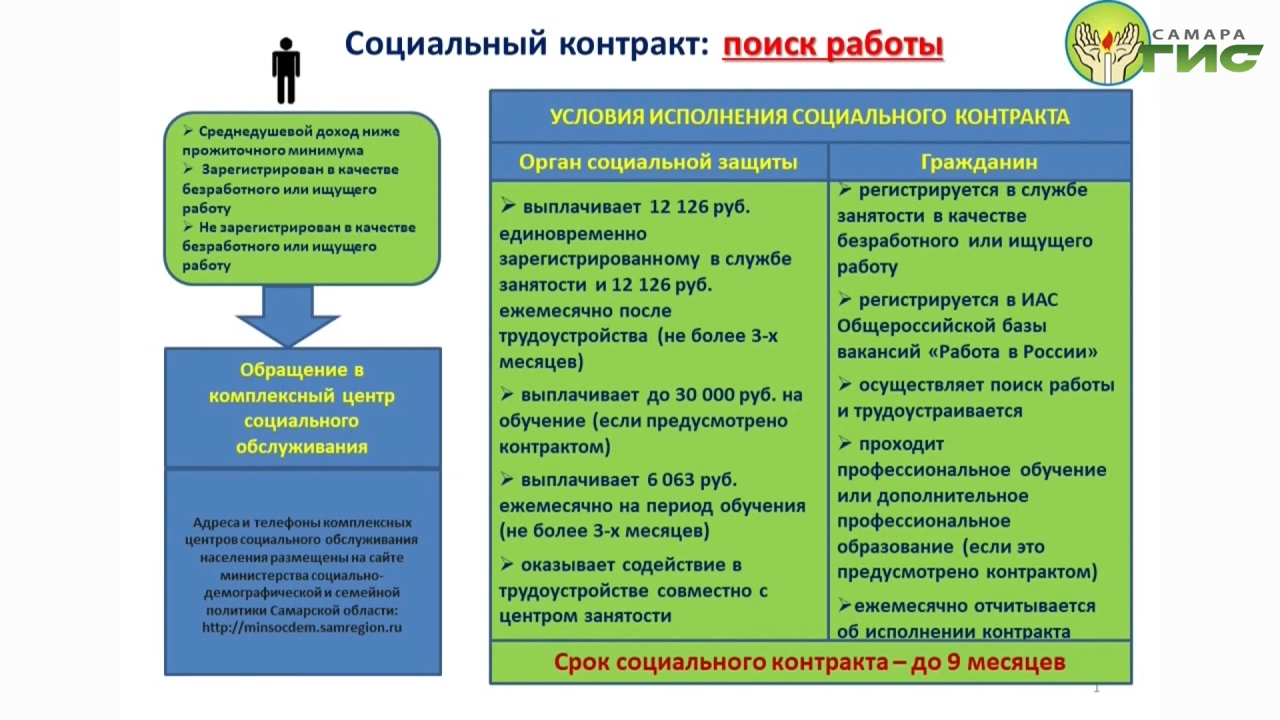 Социальный контракт: поиск работы
САМАРА
ГИС
➢ Среднедушевой доход ниже
прожиточного минимума
➢ Зарегистрирован в качестве
безработного или ищущего
работу
➢ Не зарегистрирован в качестве
безработного или ищущего
работу
Обращение в
комплексный центр
социального
обслуживания
Адреса и телефоны комплексных
центров социального обслуживания
населения размещены на сайте
министерства социально-
демографической и семейной
политики Самарской области:
http://minsocdem.samregion.ru
УСЛОВИЯ ИСПОЛНЕНИЯ СОЦИАЛЬНОГО КОНТРАКТА
Орган социальной защиты
➢ выплачивает 12 126 руб.
единовременно
зарегистрированному в службе
занятости и 12 126 руб.
ежемесячно после
трудоустройства (не более 3-х
месяцев)
➢ выплачивает до 30 000 руб. на
обучение (если предусмотрено
контрактом)
➢ выплачивает 6 063 руб.
ежемесячно на период обучения
(не более 3-х месяцев)
➢ оказывает содействие в
трудоустройстве совместно с
центром занятости
Гражданин
➢ регистрируется в службе
занятости в качестве
безработного или ищущего
работу
➢ регистрируется в ИАС
Общероссийской базы
вакансий «Работа в России»
➢ осуществляет поиск работы
и трудоустраивается
➢ проходит
профессиональное обучение
или дополнительное
профессиональное
образование (если это
предусмотрено контрактом)
➢ежемесячно отчитывается
об исполнении контракта
Срок социального контракта – до 9 месяцев
1